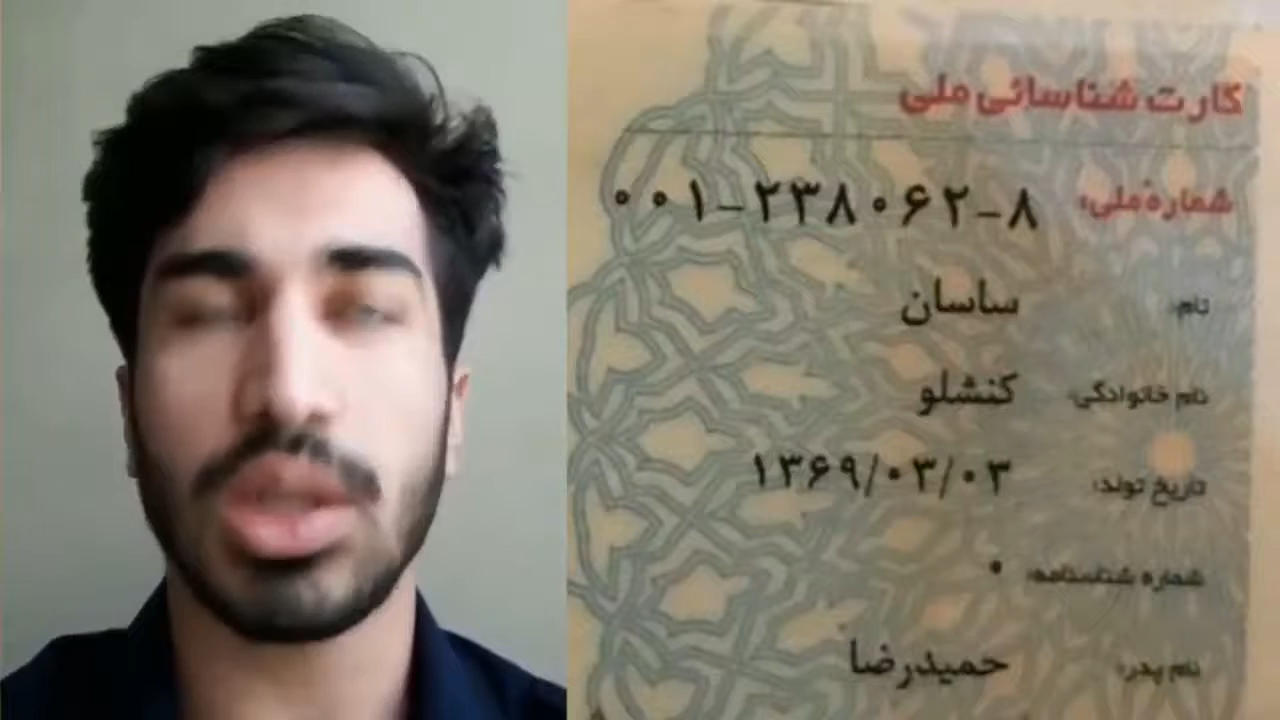 کارت شناسائی ملی
شماره ملی: ۰۰۱-۲۳۸۰۶۲-۸
نام: ساسان
نام خانوادگی: کنشلو
تاریخ تولد: ۱۳۶۹/۰۳/۰۳
شماره شناسنامه: ۰
نام پدر: حمیدرضا